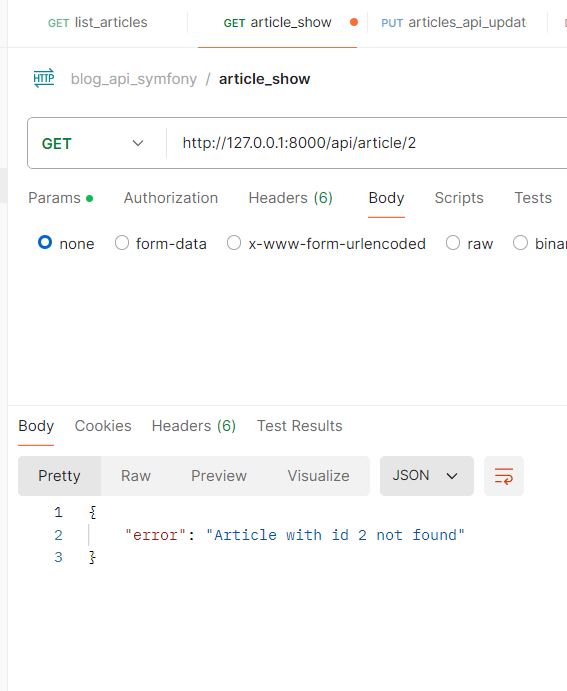 GET list_articles GET article_show PUT articles_api_updat
HTTP blog_api_symfony / article_show
GET http://127.0.0.1:8000/api/article/2
Params Authorization Headers (6) Body Scripts Tests
none form-data x-www-form-urlencoded raw binar
Body Cookies Headers (6) Test Results
Pretty Raw Preview Visualize JSON
1 {
2 "error": "Article with id 2 not found"
3 }